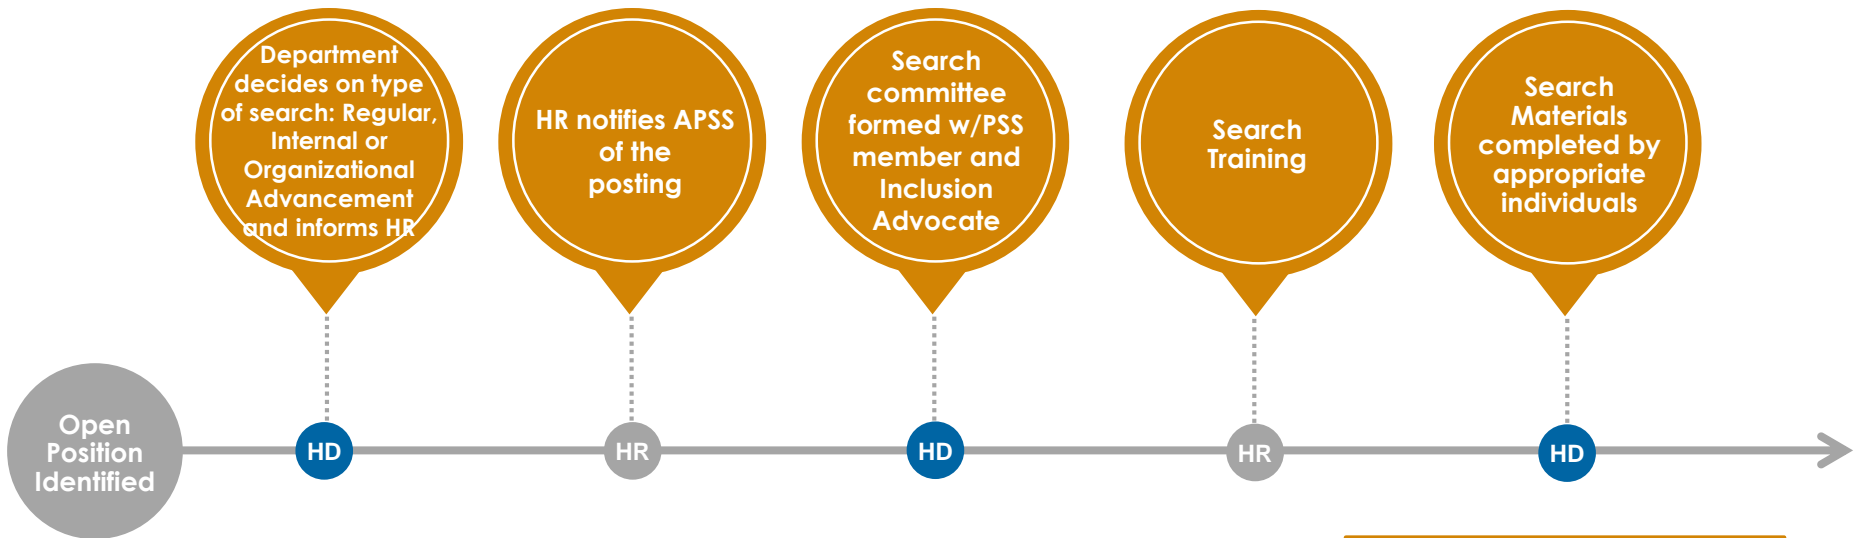 Department
decides on type
of search: Regular,
Internal or
Organizational
Advancement
and informs HR
HR notifies APSS
of the
posting
Search
committee
formed w/PSS
member and
Inclusion
Advocate
Search
Training
Search
Materials
completed by
appropriate
individuals
Open
Position
Identified
HD
HR
HD
HR
HD